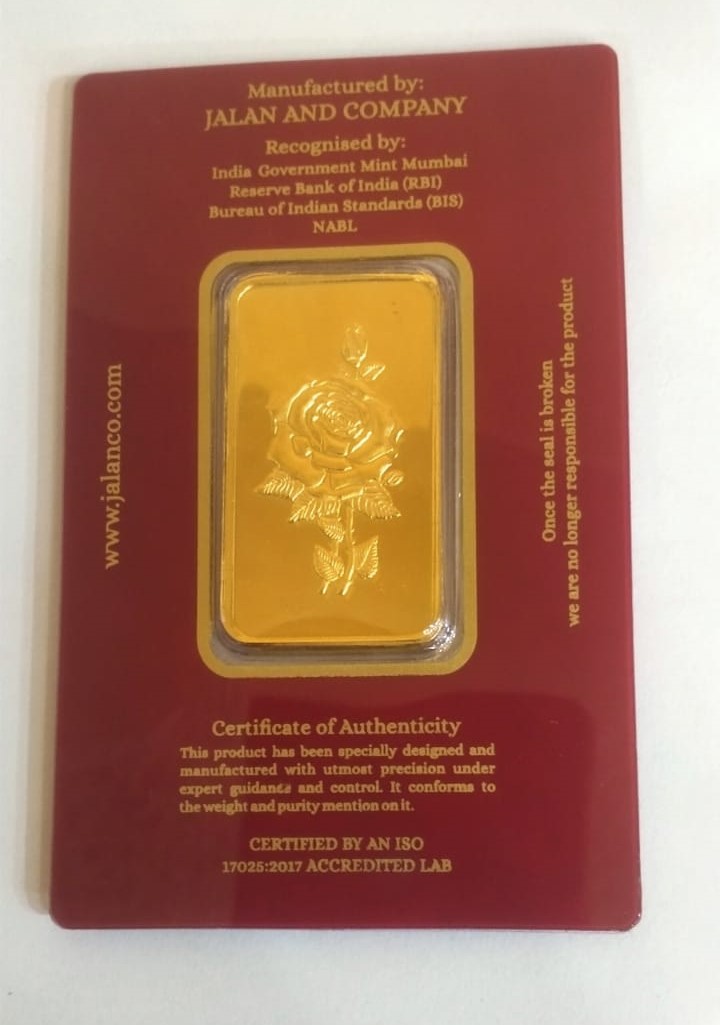 Manufactured by:
JALAN AND COMPANY
Recognised by:
India Government Mint Mumbai
Reserve Bank of India (RBI)
Bureau of Indian Standards (BIS)
NABL
www.jalanco.com
Once the seal is broken
we are no longer responsible for the product
Certificate of Authenticity
This product has been specially designed and
manufactured with utmost precision under
expert guidance and control. It conforms to
the weight and purity mention on it.
CERTIFIED BY AN ISO
17025:2017 ACCREDITED LAB